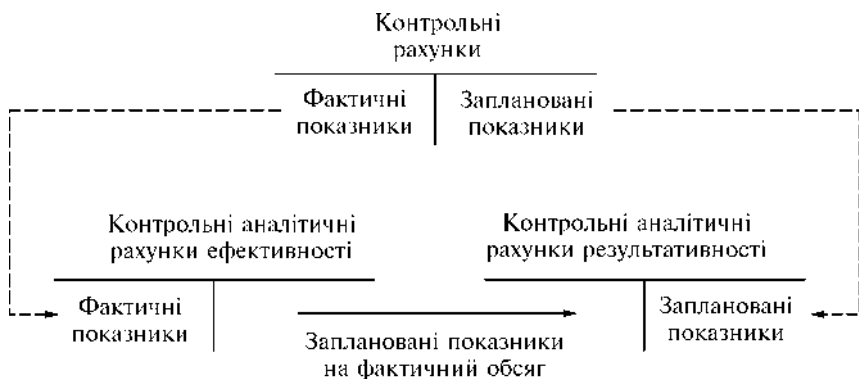 Контрольні
рахунки
Фактичні
показники
Заплановані
показники
Контрольні аналітичні
рахунки ефективності
Контрольні аналітичні
рахунки результативності
Фактичні
показники
Заплановані показники
на фактичний обсяг
Заплановані
показники